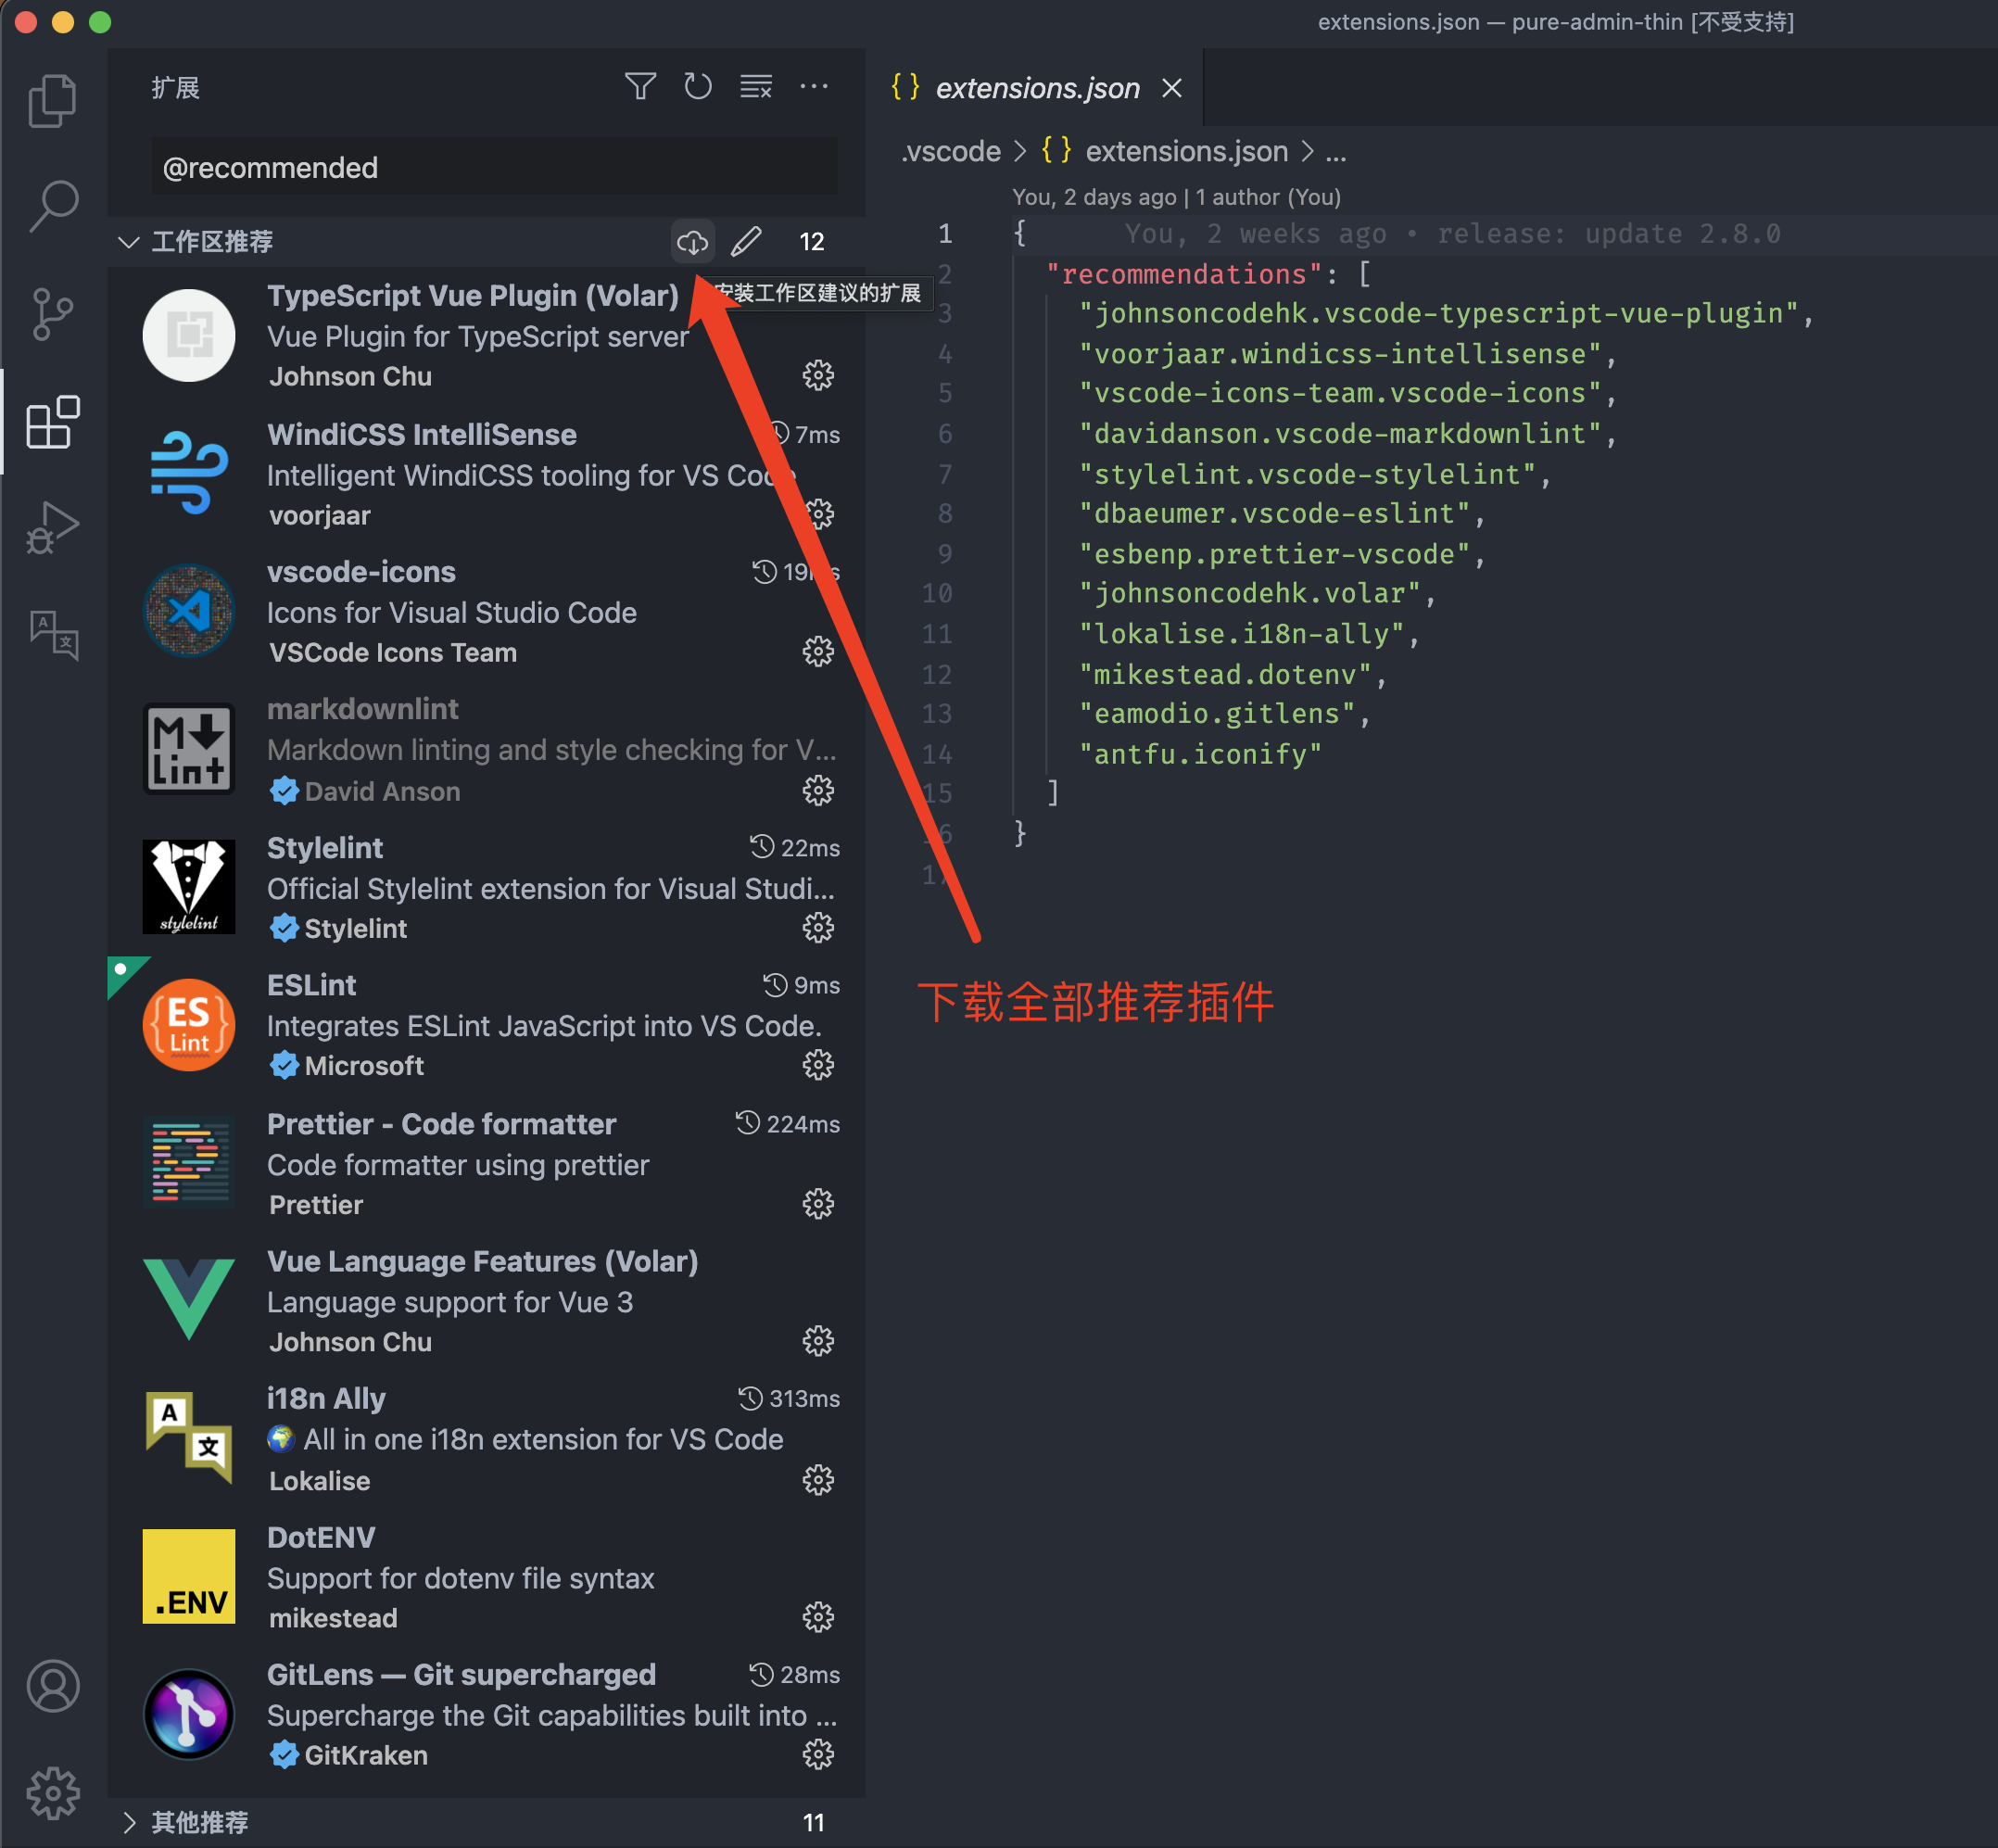 extensions.json — pure-admin-thin [不受支持]
扩展
@recommended
工作区推荐
12
安装工作区建议的扩展
TypeScript Vue Plugin (Volar)
Vue Plugin for TypeScript server
Johnson Chu
WindiCSS IntelliSense
7ms
Intelligent WindiCSS tooling for VS Code
voorjaar
vscode-icons
19ms
Icons for Visual Studio Code
VSCode Icons Team
M
Lint
markdownlint
Markdown linting and style checking for V...
David Anson
stylelint
Stylelint
22ms
Official Stylelint extension for Visual Studi...
Stylelint
ES
Lint
ESLint
9ms
Integrates ESLint JavaScript into VS Code.
Microsoft
Prettier - Code formatter
224ms
Code formatter using prettier
Prettier
Vue Language Features (Volar)
Language support for Vue 3
Johnson Chu
A
文
i18n Ally
313ms
All in one i18n extension for VS Code
Lokalise
.ENV
DotENV
Support for dotenv file syntax
mikestead
GitLens — Git supercharged
28ms
Supercharge the Git capabilities built into ...
GitKraken
其他推荐
11
{ } extensions.json
.vscode > { } extensions.json > ...
You, 2 days ago | 1 author (You)
1 { You, 2 weeks ago • release: update 2.8.0
2 "recommendations": [
3 "johnsoncodehk.vscode-typescript-vue-plugin",
4 "voorjaar.windicss-intellisense",
5 "vscode-icons-team.vscode-icons",
6 "davidanson.vscode-markdownlint",
7 "stylelint.vscode-stylelint",
8 "dbaeumer.vscode-eslint",
9 "esbenp.prettier-vscode",
10 "johnsoncodehk.volar",
11 "lokalise.i18n-ally",
12 "mikestead.dotenv",
13 "eamodio.gitlens",
14 "antfu.iconify"
15 ]
16 }
17
下载全部推荐插件